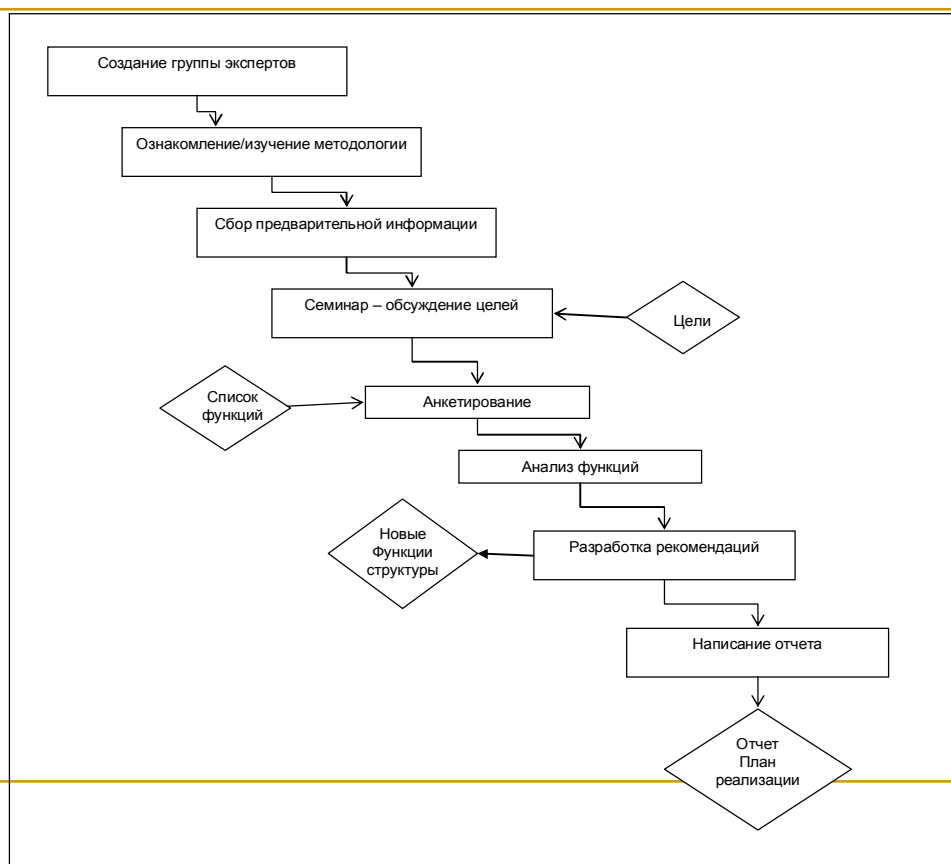 Создание группы экспертов
Ознакомление/изучение методологии
Сбор предварительной информации
Семинар – обсуждение целей
Цели
Список
функций
Анкетирование
Анализ функций
Новые
Функции
структуры
Разработка рекомендаций
Написание отчета
Отчет
План
реализации